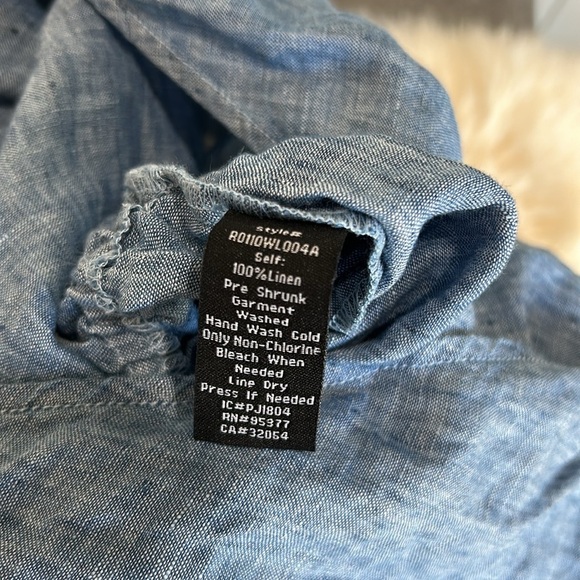 Style#
R0110WL004A
Self:
100%Linen
Pre Shrunk
Garment
Washed
Hand Wash Cold
Only Non-Chlorine
Bleach When
Needed
Line Dry
Press If Needed
IC#PJ1804
RN#95377
CA#32054